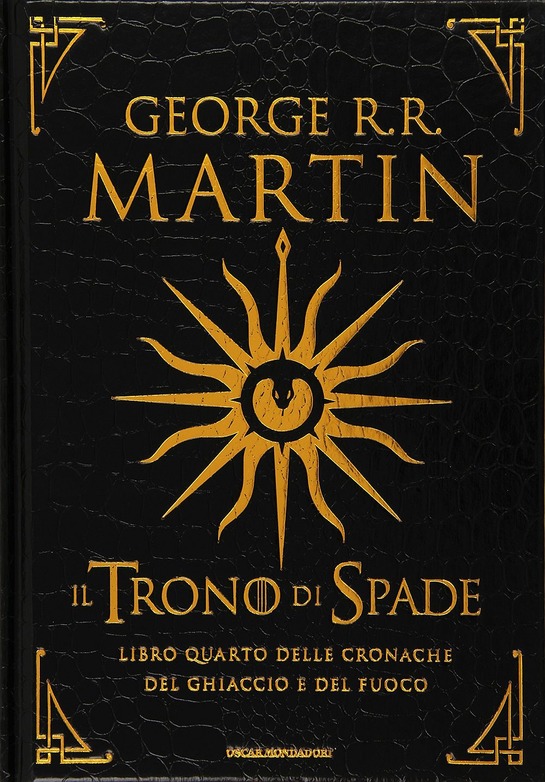 GEORGE R.R.
MARTIN
IL TRONO DI SPADE
LIBRO QUARTO DELLE CRONACHE
DEL GHIACCIO E DEL FUOCO
OSCAR MONDADORI